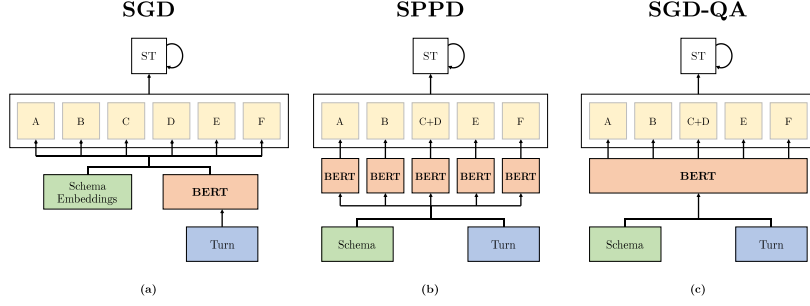 SGD
SPPD
SGD-QA
ST
ST
ST
A B C D E F
A B C+D E F
A B C+D E F
Schema
Embeddings
BERT
BERT BERT BERT BERT BERT
BERT
Turn
Schema
Turn
Schema
Turn
(a)
(b)
(c)